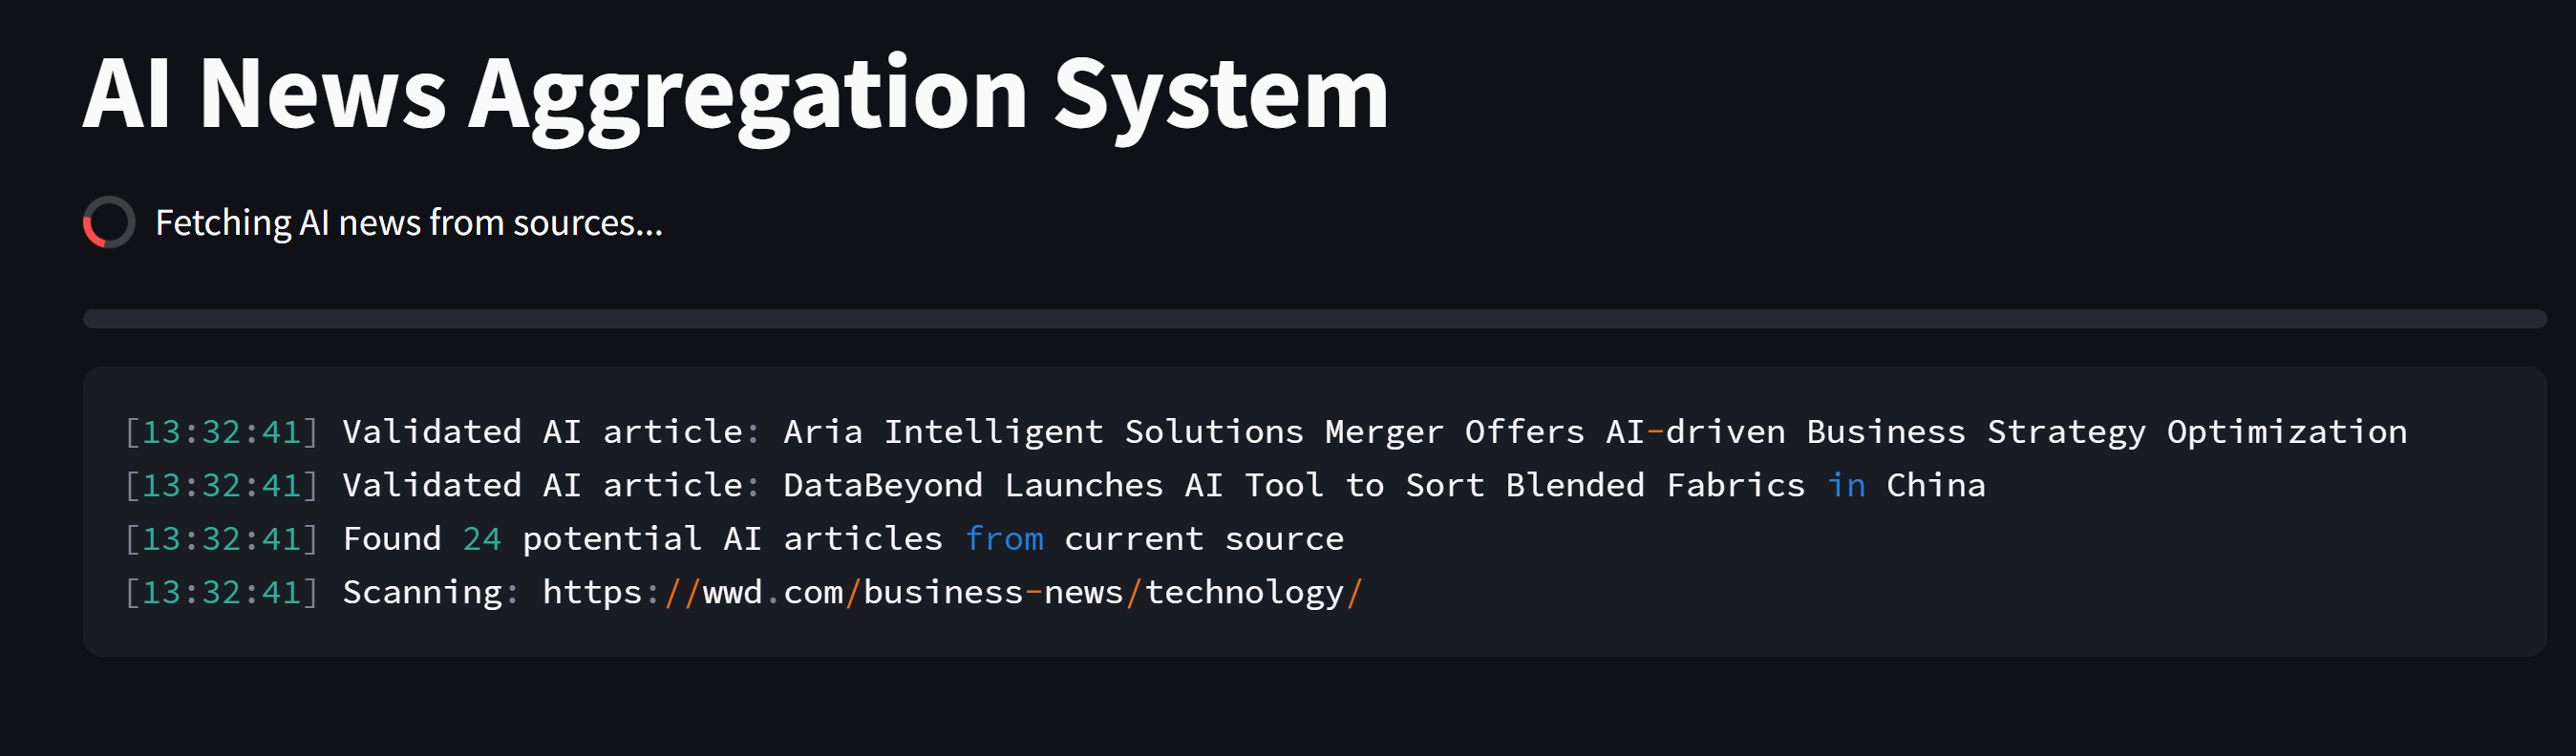 AI News Aggregation System
Fetching AI news from sources...
[13:32:41] Validated AI article: Aria Intelligent Solutions Merger Offers AI-driven Business Strategy Optimization
[13:32:41] Validated AI article: DataBeyond Launches AI Tool to Sort Blended Fabrics in China
[13:32:41] Found 24 potential AI articles from current source
[13:32:41] Scanning: https://wwd.com/business-news/technology/